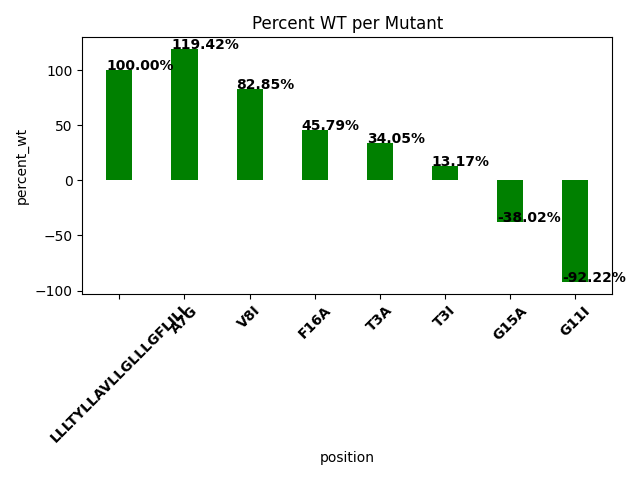 Percent WT per Mutant
percent_wt
100
50
0
−50
−100
100.00%
119.42%
82.85%
45.79%
34.05%
13.17%
-38.02%
-92.22%
LLLTYLLAVLLGLLLGFLILI
A7G
V8I
F16A
T3A
T3I
G15A
G11I
position